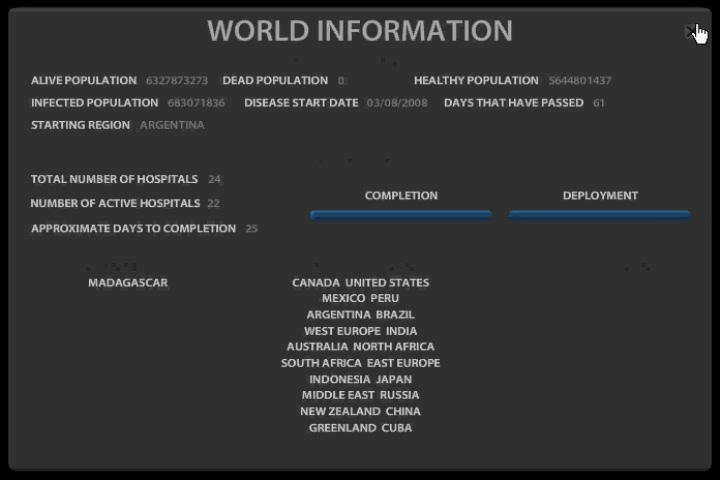 WORLD INFORMATION
ALIVE POPULATION 6327873273 DEAD POPULATION 0 HEALTHY POPULATION 5644801437
INFECTED POPULATION 683071836 DISEASE START DATE 03/08/2008 DAYS THAT HAVE PASSED 61
STARTING REGION ARGENTINA
TOTAL NUMBER OF HOSPITALS 24
COMPLETION DEPLOYMENT
NUMBER OF ACTIVE HOSPITALS 22
APPROXIMATE DAYS TO COMPLETION 25
MADAGASCAR CANADA UNITED STATES
MEXICO PERU
ARGENTINA BRAZIL
WEST EUROPE INDIA
AUSTRALIA NORTH AFRICA
SOUTH AFRICA EAST EUROPE
INDONESIA JAPAN
MIDDLE EAST RUSSIA
NEW ZEALAND CHINA
GREENLAND CUBA